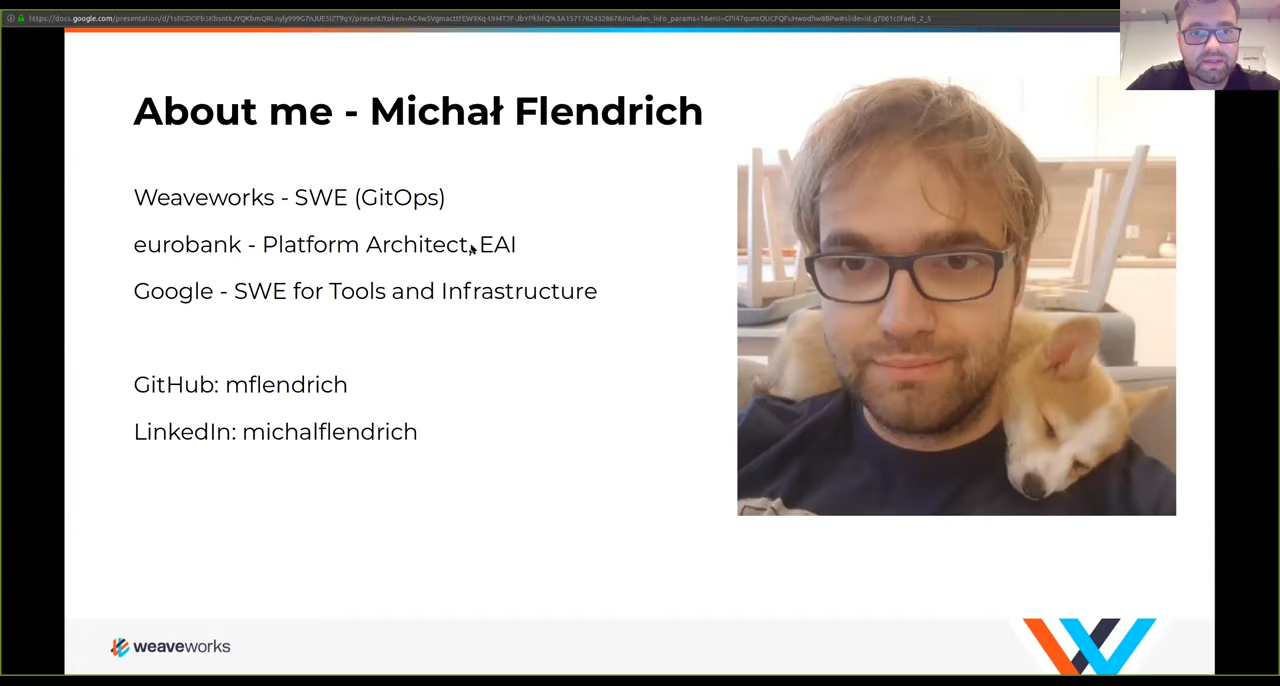 About me - Michał Flendrich
Weaveworks - SWE (GitOps)
eurobank - Platform Architect, EAI
Google - SWE for Tools and Infrastructure
GitHub: mflendrich
LinkedIn: michalflendrich
weaveworks